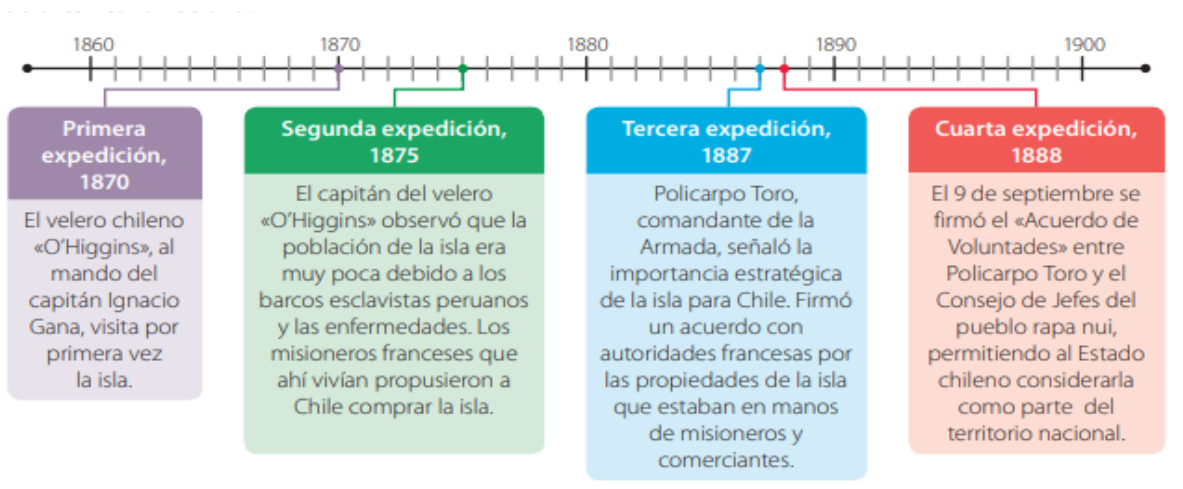 1860 1870 1880 1890 1900
Primera
expedición,
1870
El velero chileno
«O’Higgins», al
mando del
capitán Ignacio
Gana, visita por
primera vez
la isla.
Segunda expedición,
1875
El capitán del velero
«O’Higgins» observó que la
población de la isla era
muy poca debido a los
barcos esclavistas peruanos
y las enfermedades. Los
misioneros franceses que
ahí vivían propusieron a
Chile comprar la isla.
Tercera expedición,
1887
Policarpo Toro,
comandante de la
Armada, señaló la
importancia estratégica
de la isla para Chile. Firmó
un acuerdo con
autoridades francesas por
las propiedades de la isla
que estaban en manos
de misioneros y
comerciantes.
Cuarta expedición,
1888
El 9 de septiembre se
firmó el «Acuerdo de
Voluntades» entre
Policarpo Toro y el
Consejo de Jefes del
pueblo rapa nui,
permitiendo al Estado
chileno considerarla
como parte del
territorio nacional.